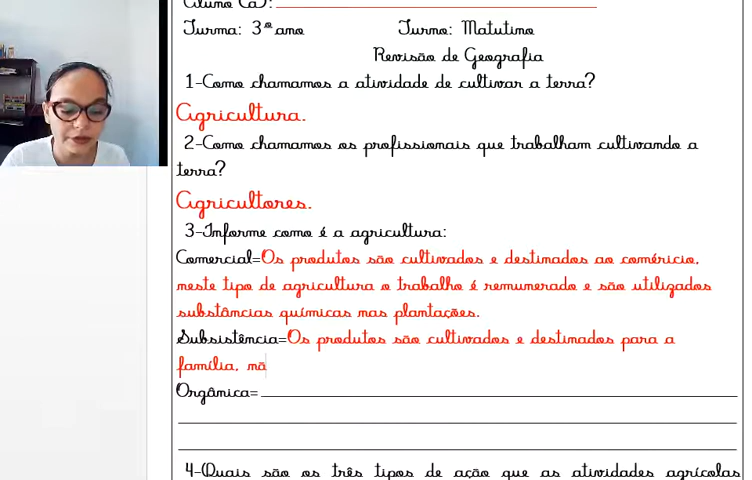 Aluno (a):
Turma: 3º ano Turno: Matutino
Revisão de Geografia
1-Como chamamos a atividade de cultivar a terra?
Agricultura.
2-Como chamamos os profissionais que trabalham cultivando a
terra?
Agricultores.
3-Informe como é a agricultura:
Comercial=Os produtos são cultivados e destinados ao coméricio,
neste tipo de agricultura o trabalho é remunerado e são utilizados
substâncias químicas nas plantações.
Subsistência=Os produtos são cultivados e destinados para a
família, nã
Orgânica=
4-Quais são os três tipos de ação que as atividades agrícolas